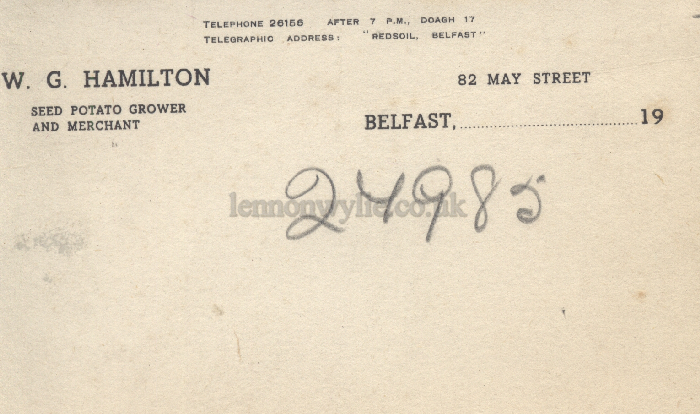 TELEPHONE 26156 AFTER 7 P.M., DOAGH 17
TELEGRAPHIC ADDRESS: "REDSOIL, BELFAST"
W. G. HAMILTON
82 MAY STREET
SEED POTATO GROWER
AND MERCHANT
BELFAST,..............................19
24985
lennonwylie.co.uk